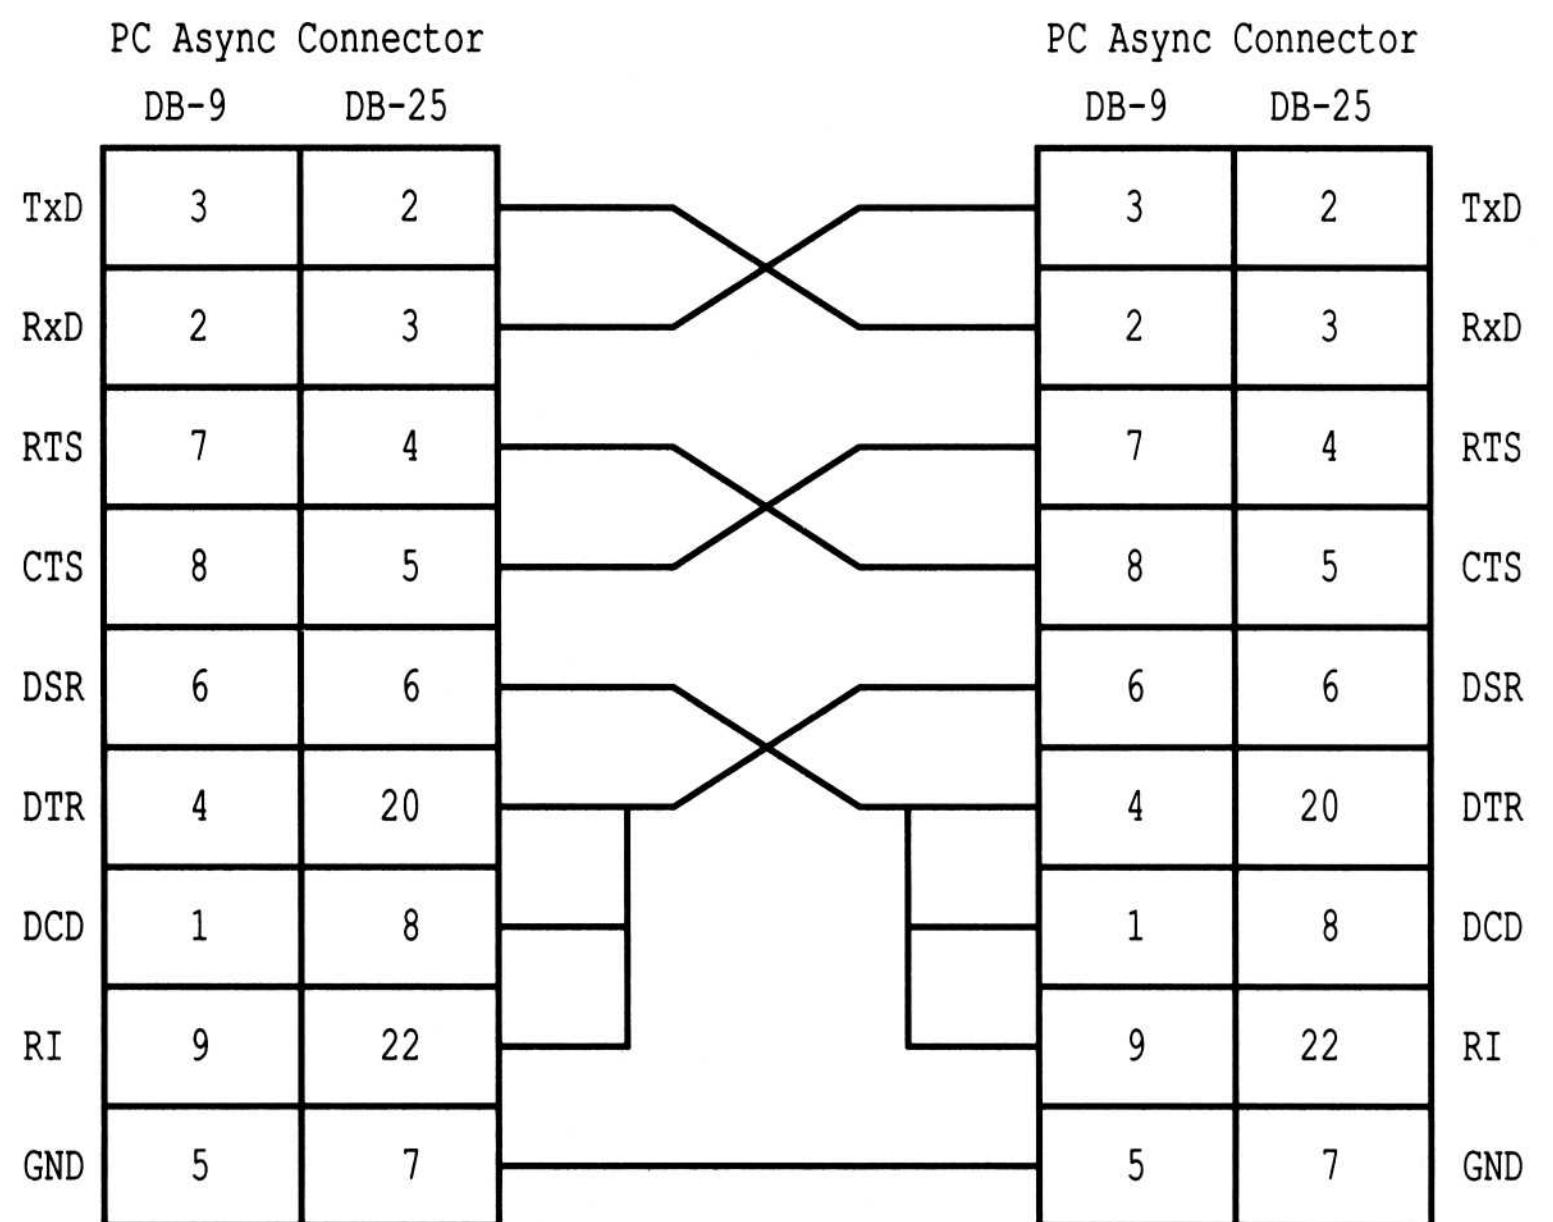 PC Async Connector PC Async Connector
DB-9 DB-25 DB-9 DB-25
TxD 3 2 3 2 TxD
RxD 2 3 2 3 RxD
RTS 7 4 7 4 RTS
CTS 8 5 8 5 CTS
DSR 6 6 6 6 DSR
DTR 4 20 4 20 DTR
DCD 1 8 1 8 DCD
RI 9 22 9 22 RI
GND 5 7 5 7 GND